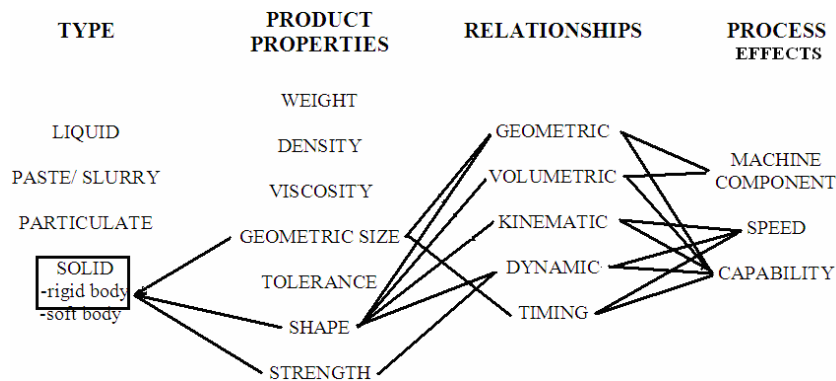 TYPE
PRODUCT
PROPERTIES
RELATIONSHIPS
PROCESS
EFFECTS
LIQUID
PASTE/ SLURRY
PARTICULATE
SOLID
-rigid body
-soft body
WEIGHT
DENSITY
VISCOSITY
GEOMETRIC SIZE
TOLERANCE
SHAPE
STRENGTH
GEOMETRIC
VOLUMETRIC
KINEMATIC
DYNAMIC
TIMING
MACHINE
COMPONENT
SPEED
CAPABILITY